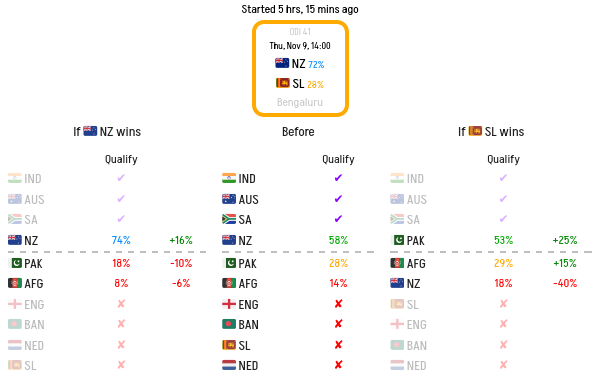 Started 5 hrs, 15 mins ago
ODI 41
Thu, Nov 9, 14:00
NZ 72%
SL 28%
Bengaluru
If NZ wins Before If SL wins
Qualify Qualify Qualify
IND ✔ IND ✔ IND ✔
AUS ✔ AUS ✔ AUS ✔
SA ✔ SA ✔ SA ✔
NZ 74% +16% NZ 58% PAK 53% +25%
PAK 18% -10% PAK 28% AFG 29% +15%
AFG 8% -6% AFG 14% NZ 18% -40%
ENG ✘ ENG ✘ SL ✘
BAN ✘ BAN ✘ ENG ✘
NED ✘ SL ✘ BAN ✘
SL ✘ NED ✘ NED ✘